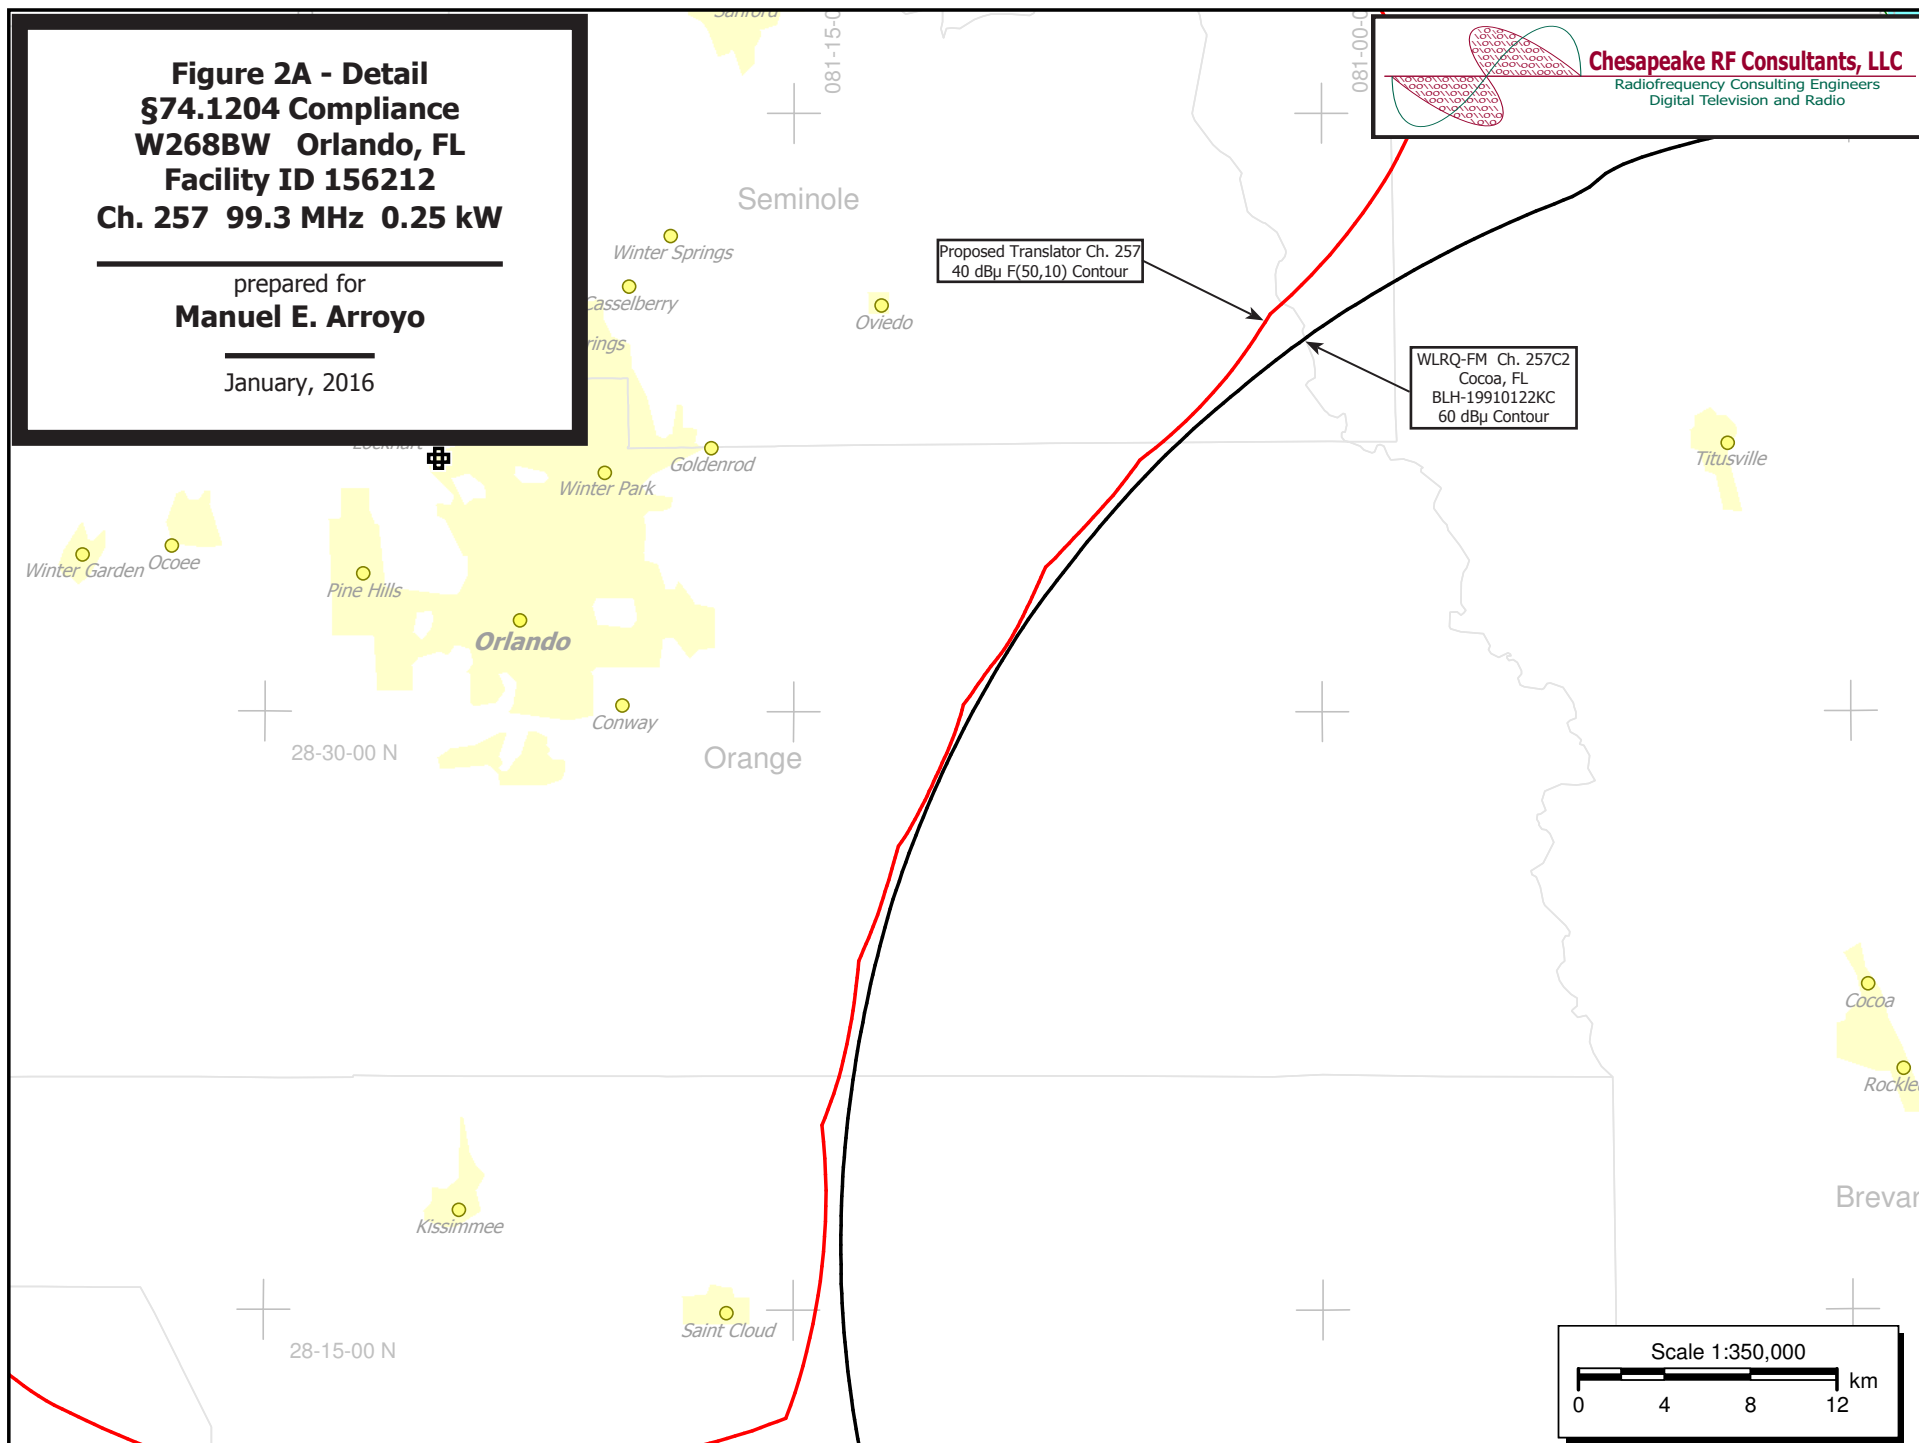 Figure 2A - Detail
§74.1204 Compliance
W268BW   Orlando, FL
Facility ID 156212
Ch. 257  99.3 MHz  0.25 kW
prepared for
Manuel E. Arroyo
January, 2016
Chesapeake RF Consultants, LLC
Radiofrequency Consulting Engineers
Digital Television and Radio
Sanford
081-15-0
081-00-0
Seminole
Winter Springs
Casselberry
rings
Oviedo
Proposed Translator Ch. 257
40 dBµ F(50,10) Contour
WLRQ-FM  Ch. 257C2
Cocoa, FL
BLH-19910122KC
60 dBµ Contour
Lockhart
Goldenrod
Winter Park
Titusville
Winter Garden
Ocoee
Pine Hills
Orlando
Conway
28-30-00 N
Orange
Cocoa
Rockle
Kissimmee
Brevar
Saint Cloud
28-15-00 N
Scale 1:350,000
km
0 4 8 12